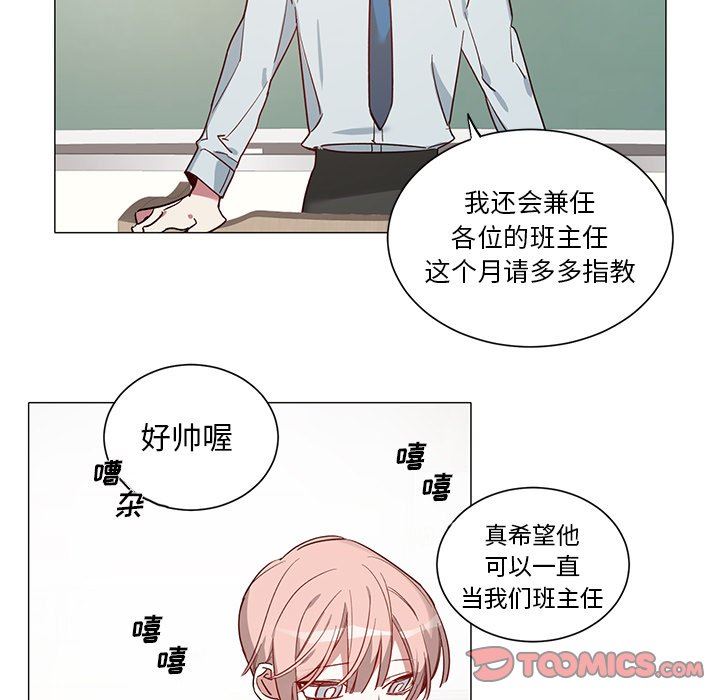 我还会兼任
各位的班主任
这个月请多多指教
好帅喔
嘈
杂
嘻
嘻
真希望他
可以一直
当我们班主任
嘻
嘻
TOOMICS.COM